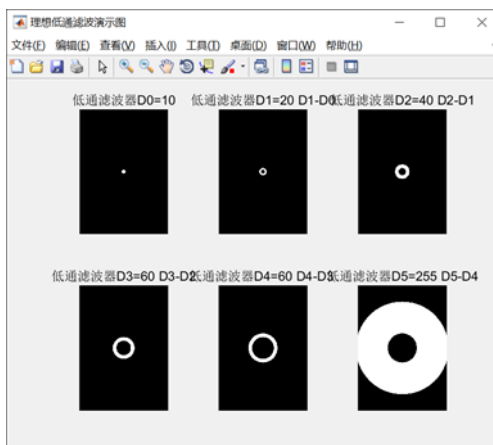 理想低通滤波演示图
文件(F) 编辑(E) 查看(V) 插入(I) 工具(T) 桌面(D) 窗口(W) 帮助(H)
低通滤波器D0=10
低通滤波器D1=20 D1-D0
低通滤波器D2=40 D2-D1
低通滤波器D3=60 D3-D2
低通滤波器D4=60 D4-D3
低通滤波器D5=255 D5-D4